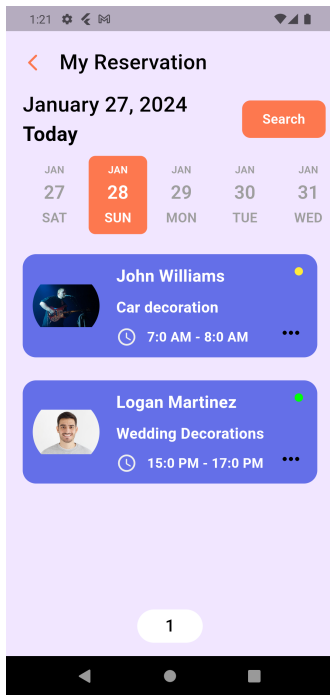 1:21
My Reservation
January 27, 2024
Today
Search
JAN JAN JAN JAN JAN
27 28 29 30 31
SAT SUN MON TUE WED
John Williams
Car decoration
7:0 AM - 8:0 AM
Logan Martinez
Wedding Decorations
15:0 PM - 17:0 PM
1